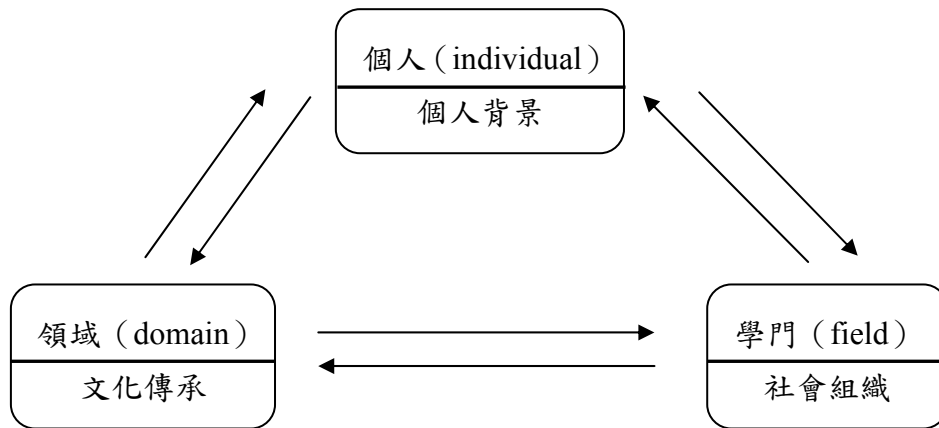 個人（individual）
個人背景
領域（domain）
文化傳承
學門（field）
社會組織